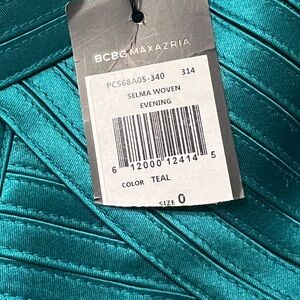 BCBGMAXAZRIA
PCS68A05-340 314
SELMA WOVEN
EVENING
6 12000 12414 5
COLOR TEAL
SIZE 0